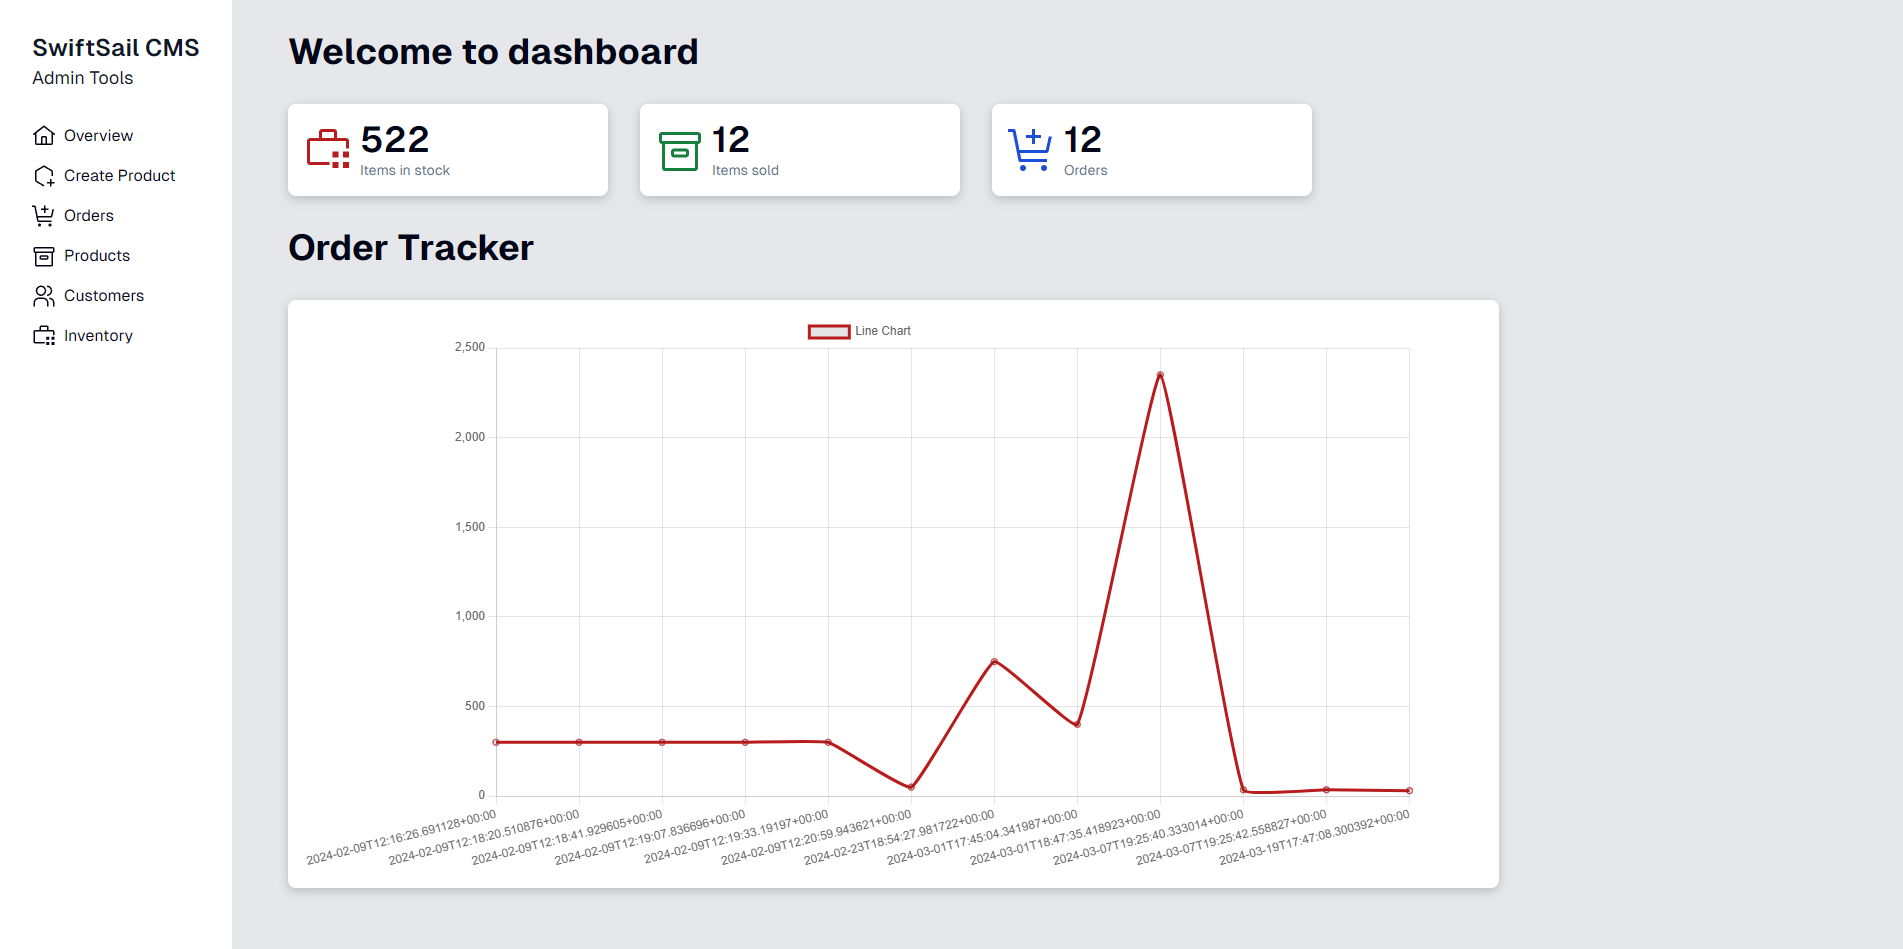 SwiftSail CMS
Admin Tools
Overview
Create Product
Orders
Products
Customers
Inventory
Welcome to dashboard
522
Items in stock
12
Items sold
12
Orders
Order Tracker
Line Chart
2,500
2,000
1,500
1,000
500
0
2024-02-09T12:16:26.691128+00:00
2024-02-09T12:18:20.510876+00:00
2024-02-09T12:18:41.929605+00:00
2024-02-09T12:19:07.836696+00:00
2024-02-09T12:19:33.19197+00:00
2024-02-09T12:20:59.943621+00:00
2024-02-23T18:54:27.981722+00:00
2024-03-01T17:45:04.341987+00:00
2024-03-01T18:47:35.418923+00:00
2024-03-07T19:25:40.333014+00:00
2024-03-07T19:25:42.558827+00:00
2024-03-19T17:47:08.300392+00:00